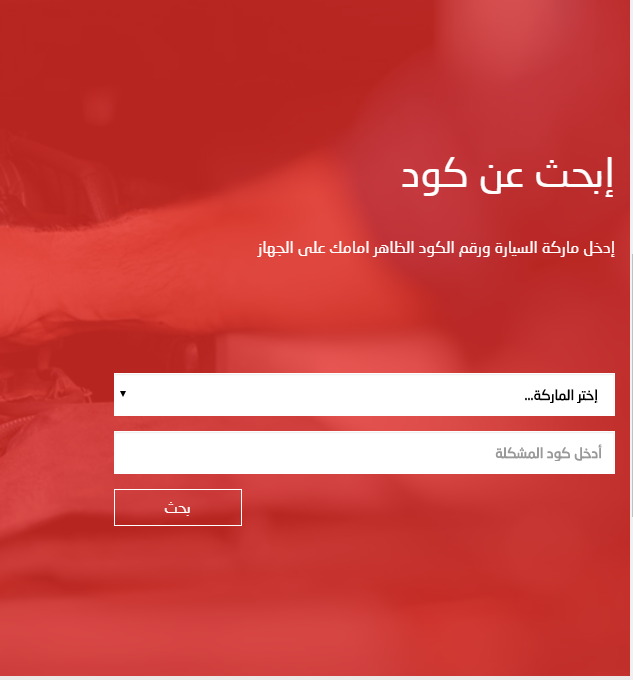 إبحث عن كود
إدخل ماركة السيارة ورقم الكود الظاهر امامك على الجهاز
إختر الماركة...
أدخل كود المشكلة
بحث